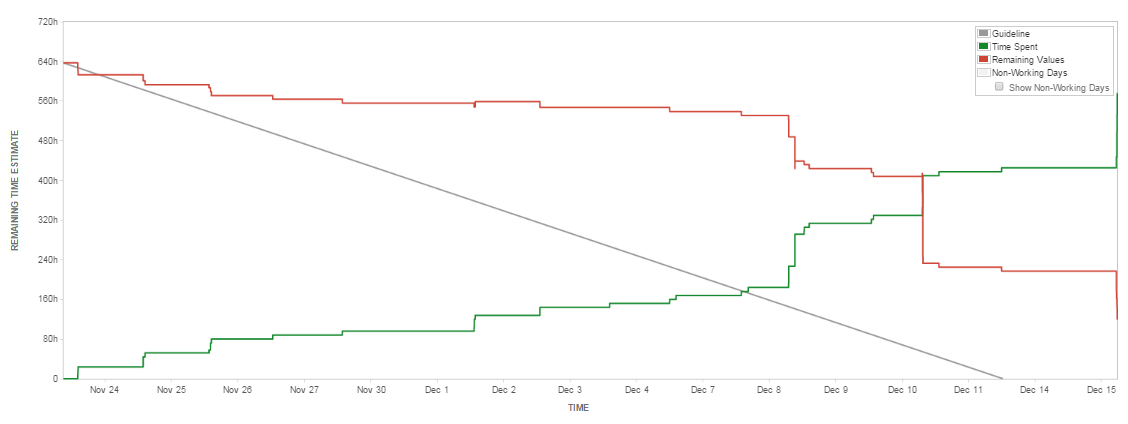 720h
640h
560h
480h
400h
320h
240h
160h
80h
0
REMAINING TIME ESTIMATE
Guideline
Time Spent
Remaining Values
Non-Working Days
Show Non-Working Days
Nov 24 Nov 25 Nov 26 Nov 27 Nov 30 Dec 1 Dec 2 Dec 3 Dec 4 Dec 7 Dec 8 Dec 9 Dec 10 Dec 11 Dec 14 Dec 15
TIME